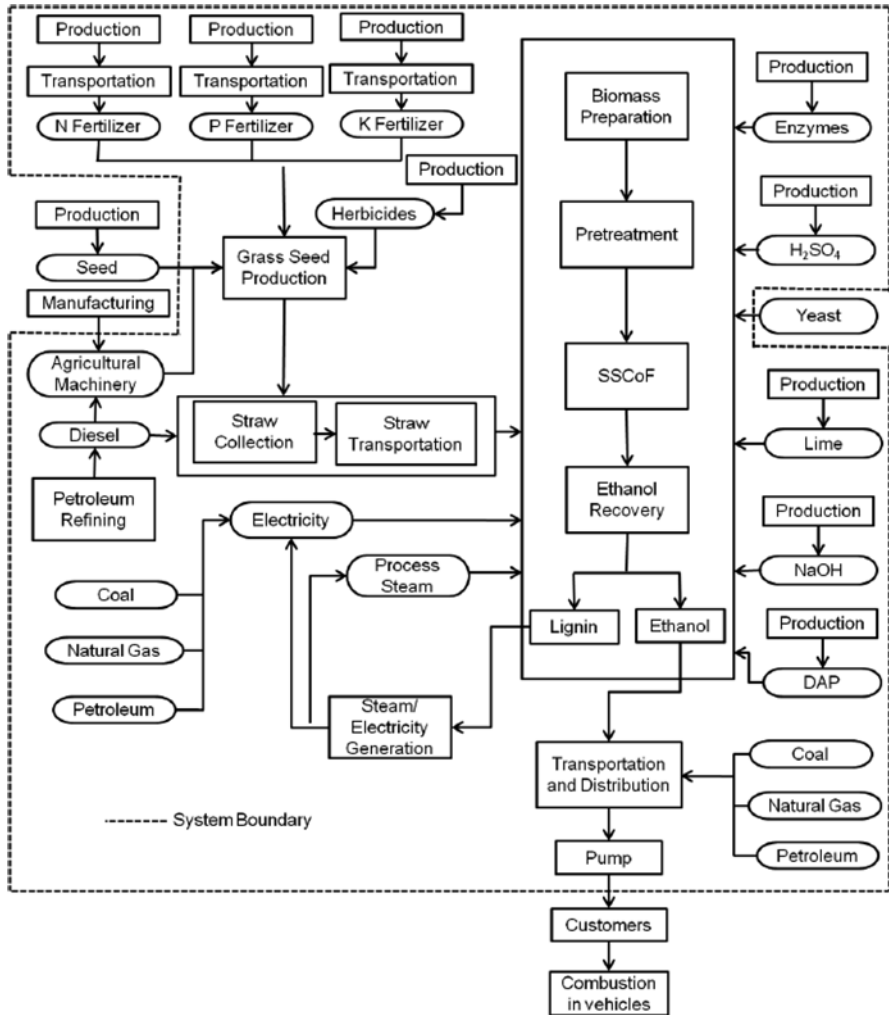 Production
Production
Production
Transportation
Transportation
Transportation
N Fertilizer
P Fertilizer
K Fertilizer
Production
Herbicides
Production
Seed
Manufacturing
Grass Seed
Production
Agricultural
Machinery
Diesel
Petroleum
Refining
Straw
Collection
Straw
Transportation
Electricity
Process
Steam
Coal
Natural Gas
Petroleum
Steam/
Electricity
Generation
System Boundary
Biomass
Preparation
Pretreatment
SSCoF
Ethanol
Recovery
Lignin
Ethanol
Production
Enzymes
Production
H₂SO₄
Yeast
Production
Lime
Production
NaOH
Production
DAP
Transportation
and Distribution
Coal
Natural Gas
Petroleum
Pump
Customers
Combustion
in vehicles